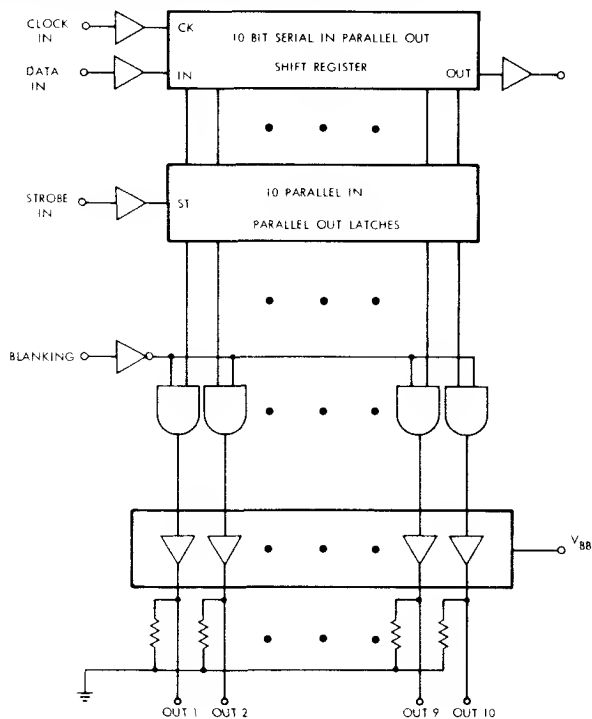 CLOCK
IN
CK
10 BIT SERIAL IN PARALLEL OUT
SHIFT REGISTER
DATA
IN
IN
OUT
STROBE
IN
ST
10 PARALLEL IN
PARALLEL OUT LATCHES
BLANKING
VBB
OUT 1
OUT 2
OUT 9
OUT 10